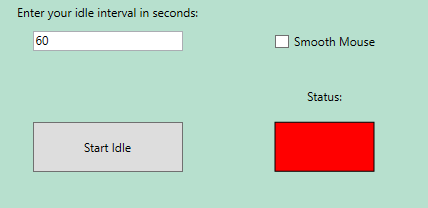 Enter your idle interval in seconds:
60
Smooth Mouse
Status:
Start Idle